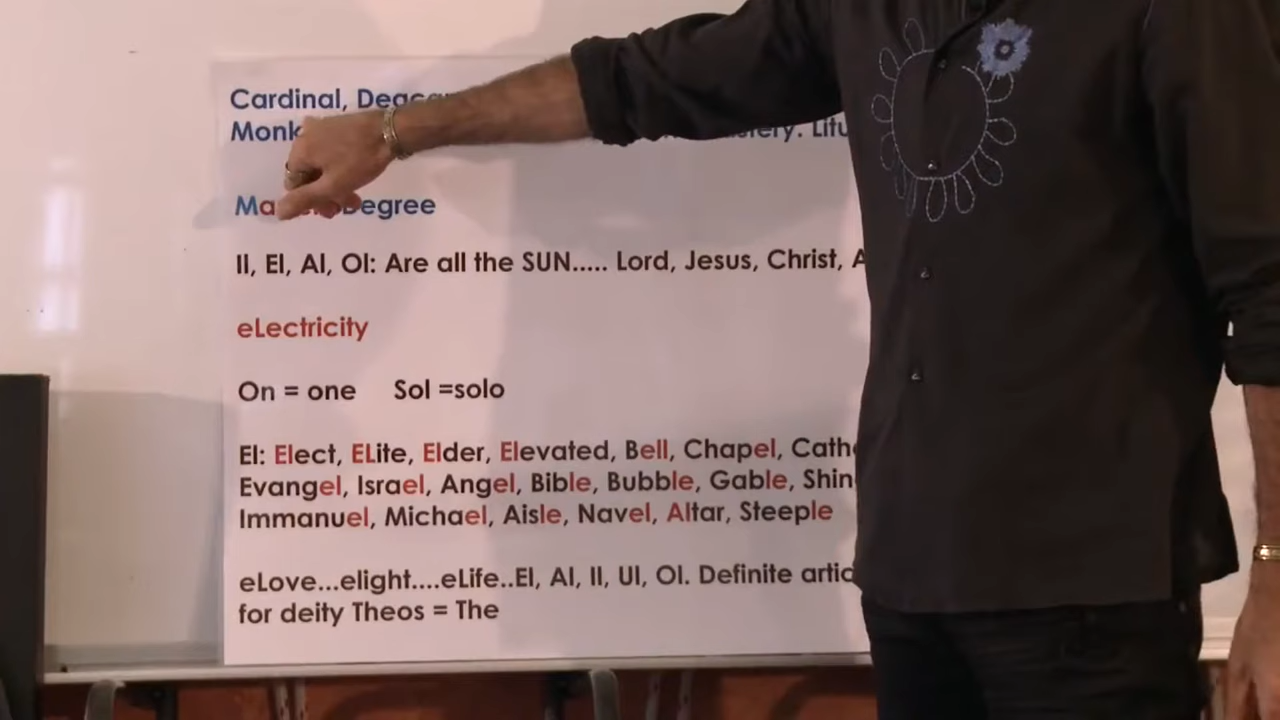 Cardinal,
Monk
Degree
Il, El, Al, Ol: Are all the SUN..... Lord, Jesus, Christ,
eLectricity
On = one Sol =solo
El: Elect, ELite, Elder, Elevated, Bell, Chapel,
Evangel, Israel, Angel, Bible, Bubble, Gable,
Immanuel, Michael, Aisle, Navel, Altar, Steeple
eLove...elight....eLife..El, Al, Il, Ul, Ol. Definite
for deity Theos = The